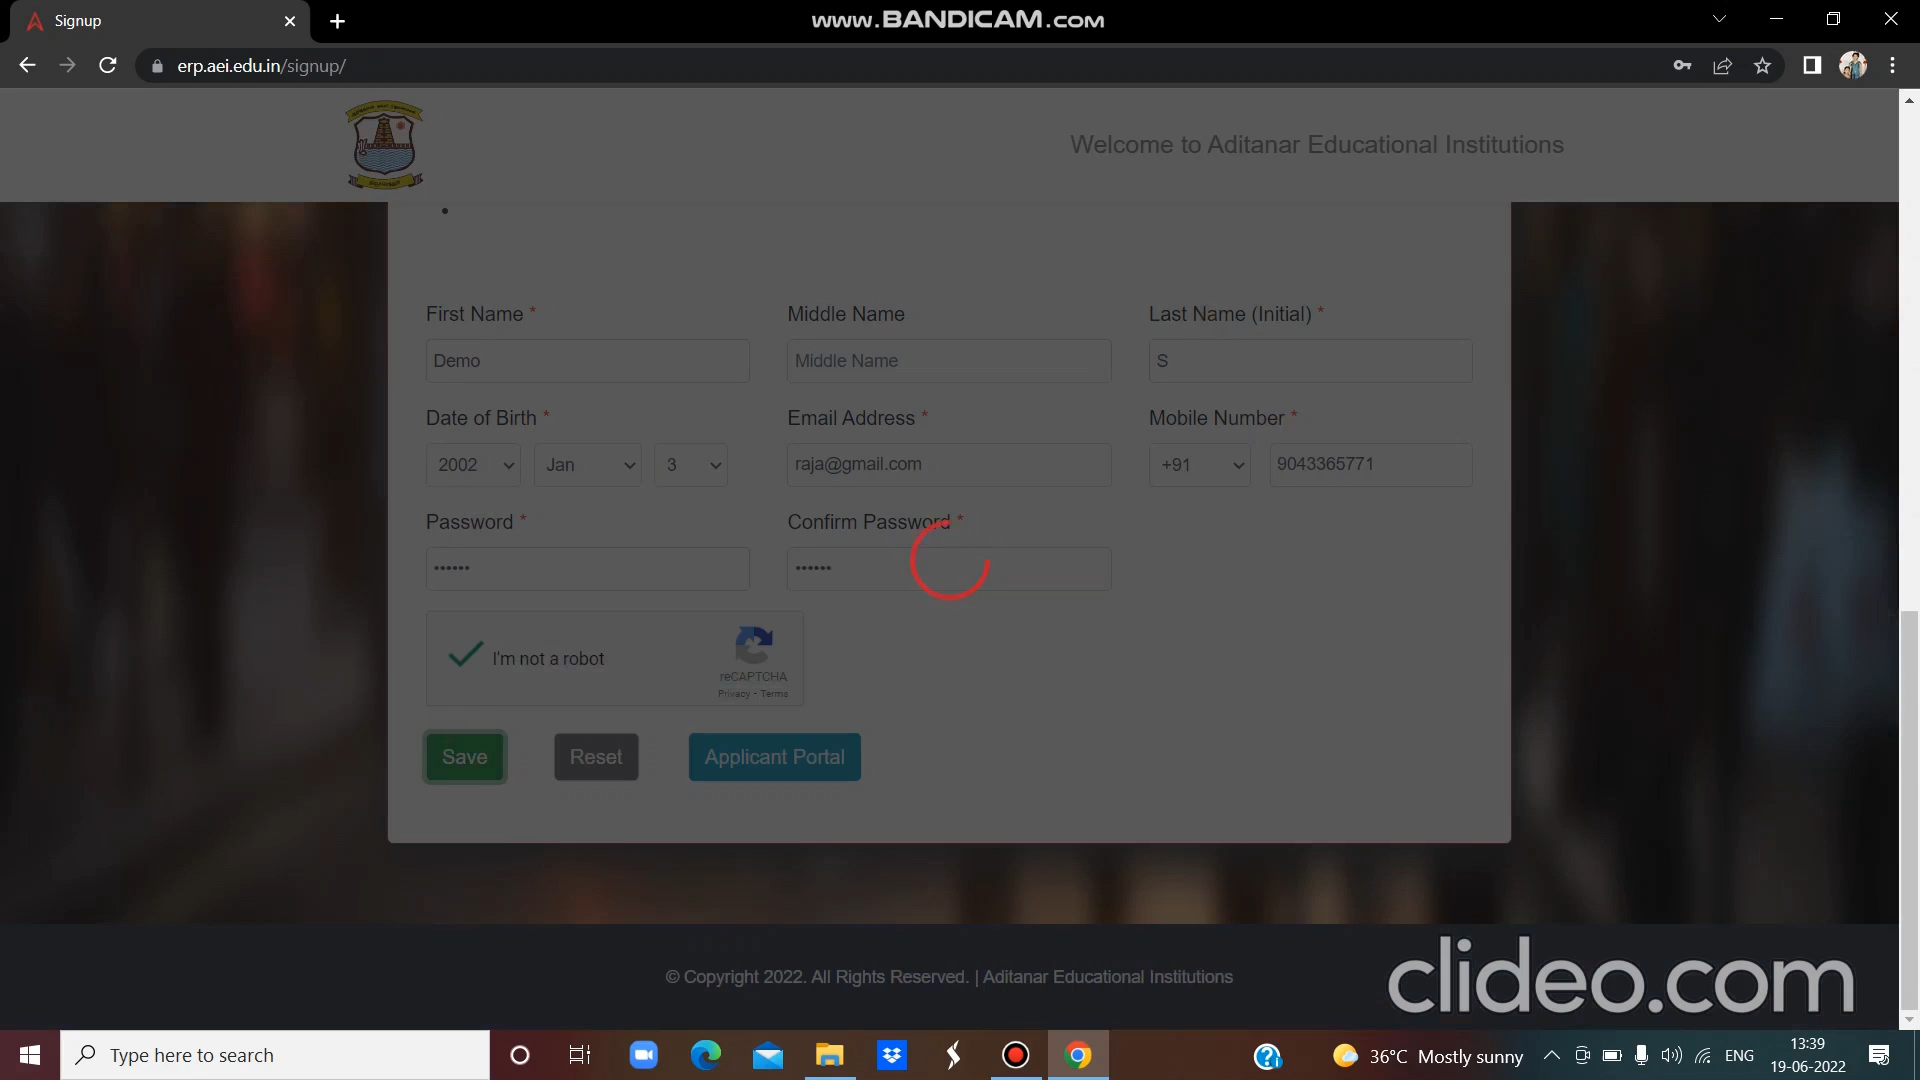 Signup
www.BANDICAM.com
erp.aei.edu.in/signup/
Welcome to Aditanar Educational Institutions
First Name *
Middle Name
Last Name (Initial) *
Demo
Middle Name
S
Date of Birth *
Email Address *
Mobile Number *
2002
Jan
3
raja@gmail.com
+91
9043365771
Password *
Confirm Password *
••••••
••••••
I'm not a robot
reCAPTCHA
Privacy - Terms
Save
Reset
Applicant Portal
© Copyright 2022. All Rights Reserved. | Aditanar Educational Institutions
clideo.com
Type here to search
36°C Mostly sunny
ENG
13:39
19-06-2022